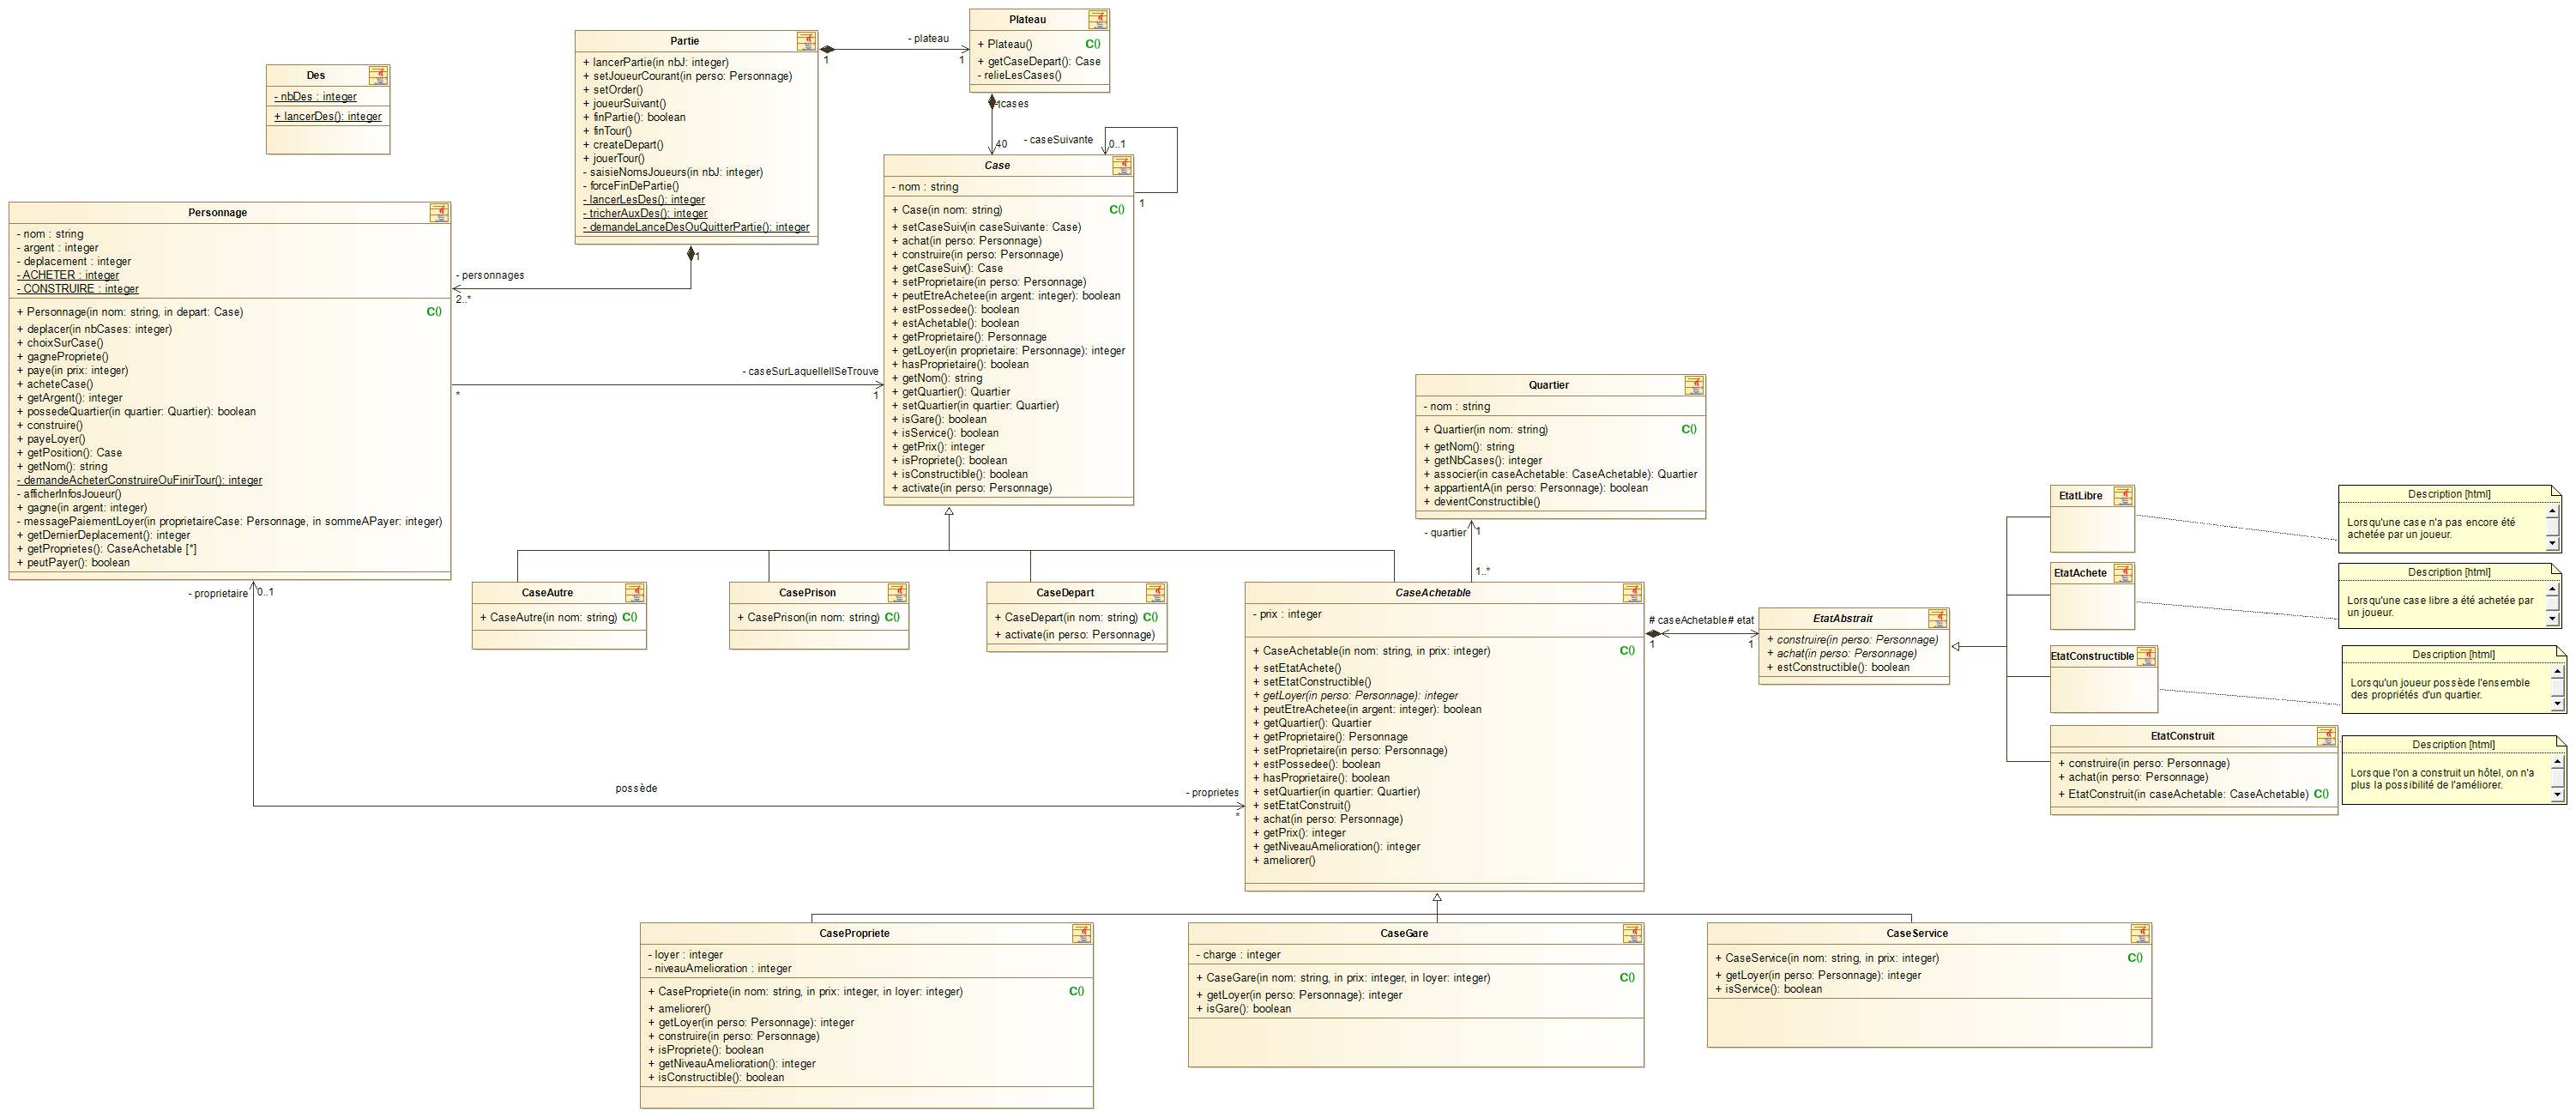 Plateau
+ Plateau() C()
+ getCaseDepart(): Case
- relieLesCases()
Partie
+ lancerPartie(in nbJ: integer)
+ setJoueurCourant(in perso: Personnage)
+ setOrder()
+ joueurSuivant()
+ finPartie(): boolean
+ finTour()
+ createDepart()
+ jouerTour()
- saisieNomsJoueurs(in nbJ: integer)
- forceFinDePartie()
- lancerLesDes(): integer
- tricherAuxDes(): integer
- demandeLanceDesOuQuitterPartie(): integer
- plateau
1
1
Des
- nbDes : integer
+ lancerDes(): integer
- cases
40
- caseSuivante
0..1
1
Case
- nom : string
+ Case(in nom: string) C()
+ setCaseSuiv(in caseSuivante: Case)
+ achat(in perso: Personnage)
+ construire(in perso: Personnage)
+ getCaseSuiv(): Case
+ setProprietaire(in perso: Personnage)
+ peutEtreAchetee(in argent: integer): boolean
+ estPossedee(): boolean
+ estAchetable(): boolean
+ getProprietaire(): Personnage
+ getLoyer(in proprietaire: Personnage): integer
+ hasProprietaire(): boolean
+ getNom(): string
+ getQuartier(): Quartier
+ setQuartier(in quartier: Quartier)
+ isGare(): boolean
+ isService(): boolean
+ getPrix(): integer
+ isPropriete(): boolean
+ isConstructible(): boolean
+ activate(in perso: Personnage)
Personnage
- nom : string
- argent : integer
- deplacement : integer
- ACHETER : integer
- CONSTRUIRE : integer
+ Personnage(in nom: string, in depart: Case) C()
+ deplacer(in nbCases: integer)
+ choixSurCase()
+ gagnePropriete()
+ paye(in prix: integer)
+ acheteCase()
+ getArgent(): integer
+ possedeQuartier(in quartier: Quartier): boolean
+ construire()
+ payeLoyer()
+ getPosition(): Case
+ getNom(): string
- demandeAcheterConstruireOuFinirTour(): integer
- afficherInfosJoueur()
+ gagne(in argent: integer)
- messagePaiementLoyer(in proprietaireCase: Personnage, in sommeAPayer: integer)
+ getDernierDeplacement(): integer
+ getProprietes(): CaseAchetable [*]
+ peutPayer(): boolean
1
- personnages
2..*
- caseSurLaquelleIlSeTrouve
*
1
Quartier
- nom : string
+ Quartier(in nom: string) C()
+ getNom(): string
+ getNbCases(): integer
+ associer(in caseAchetable: CaseAchetable): Quartier
+ appartientA(in perso: Personnage): boolean
+ devientConstructible()
- quartier
1
1..*
EtatLibre
Description [html]
Lorsqu'une case n'a pas encore été
achetée par un joueur.
EtatAchete
Description [html]
Lorsqu'une case libre a été achetée par
un joueur.
EtatConstructible
Description [html]
Lorsqu'un joueur possède l'ensemble
des propriétés d'un quartier.
EtatConstruit
+ construire(in perso: Personnage)
+ achat(in perso: Personnage)
+ EtatConstruit(in caseAchetable: CaseAchetable) C()
Description [html]
Lorsque l'on a construit un hôtel, on n'a
plus la possibilité de l'améliorer.
- proprietaire
0..1
CaseAutre
+ CaseAutre(in nom: string) C()
CasePrison
+ CasePrison(in nom: string) C()
CaseDepart
+ CaseDepart(in nom: string) C()
+ activate(in perso: Personnage)
CaseAchetable
- prix : integer
+ CaseAchetable(in nom: string, in prix: integer) C()
+ setEtatAchete()
+ setEtatConstructible()
+ getLoyer(in perso: Personnage): integer
+ peutEtreAchetee(in argent: integer): boolean
+ getQuartier(): Quartier
+ getProprietaire(): Personnage
+ setProprietaire(in perso: Personnage)
+ estPossedee(): boolean
+ hasProprietaire(): boolean
+ setQuartier(in quartier: Quartier)
+ setEtatConstruit()
+ achat(in perso: Personnage)
+ getPrix(): integer
+ getNiveauAmelioration(): integer
+ ameliorer()
# caseAchetable
# etat
1
1
EtatAbstrait
+ construire(in perso: Personnage)
+ achat(in perso: Personnage)
+ estConstructible(): boolean
possède
- proprietes
*
CasePropriete
- loyer : integer
- niveauAmelioration : integer
+ CasePropriete(in nom: string, in prix: integer, in loyer: integer) C()
+ ameliorer()
+ getLoyer(in perso: Personnage): integer
+ construire(in perso: Personnage)
+ isPropriete(): boolean
+ getNiveauAmelioration(): integer
+ isConstructible(): boolean
CaseGare
- charge : integer
+ CaseGare(in nom: string, in prix: integer, in loyer: integer) C()
+ getLoyer(in perso: Personnage): integer
+ isGare(): boolean
CaseService
+ CaseService(in nom: string, in prix: integer) C()
+ getLoyer(in perso: Personnage): integer
+ isService(): boolean